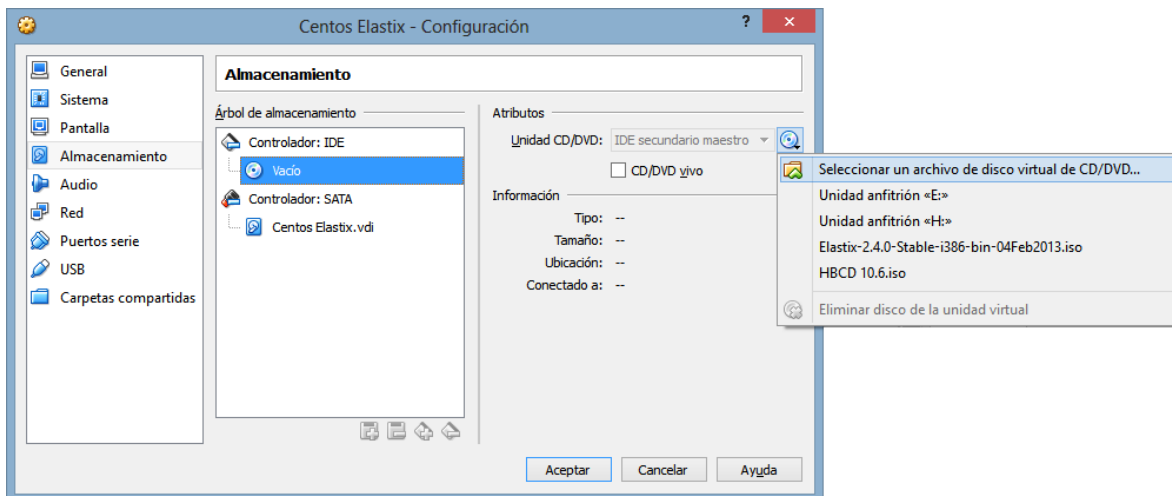 Centos Elastix - Configuración
?
×
General
Sistema
Pantalla
Almacenamiento
Audio
Red
Puertos serie
USB
Carpetas compartidas
Almacenamiento
Árbol de almacenamiento
Controlador: IDE
Vacío
Controlador: SATA
Centos Elastix.vdi
Atributos
Unidad CD/DVD: IDE secundario maestro
CD/DVD vivo
Información
Tipo: --
Tamaño: --
Ubicación: --
Conectado a: --
Seleccionar un archivo de disco virtual de CD/DVD...
Unidad anfitrión «E:»
Unidad anfitrión «H:»
Elastix-2.4.0-Stable-i386-bin-04Feb2013.iso
HBCD 10.6.iso
Eliminar disco de la unidad virtual
Aceptar Cancelar Ayuda